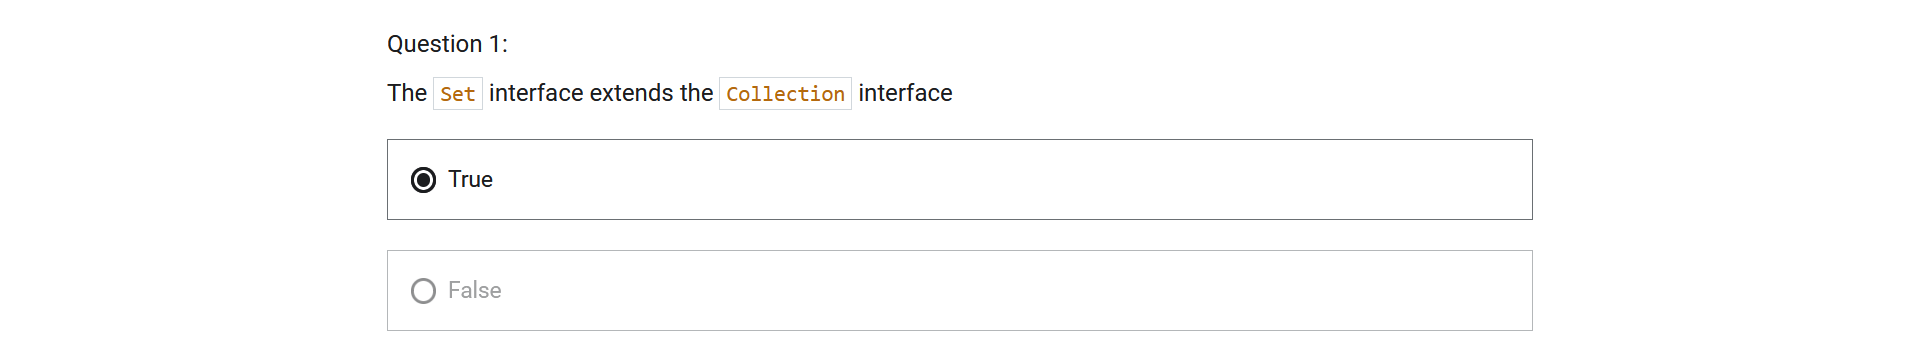 Question 1:
The Set interface extends the Collection interface
True
False